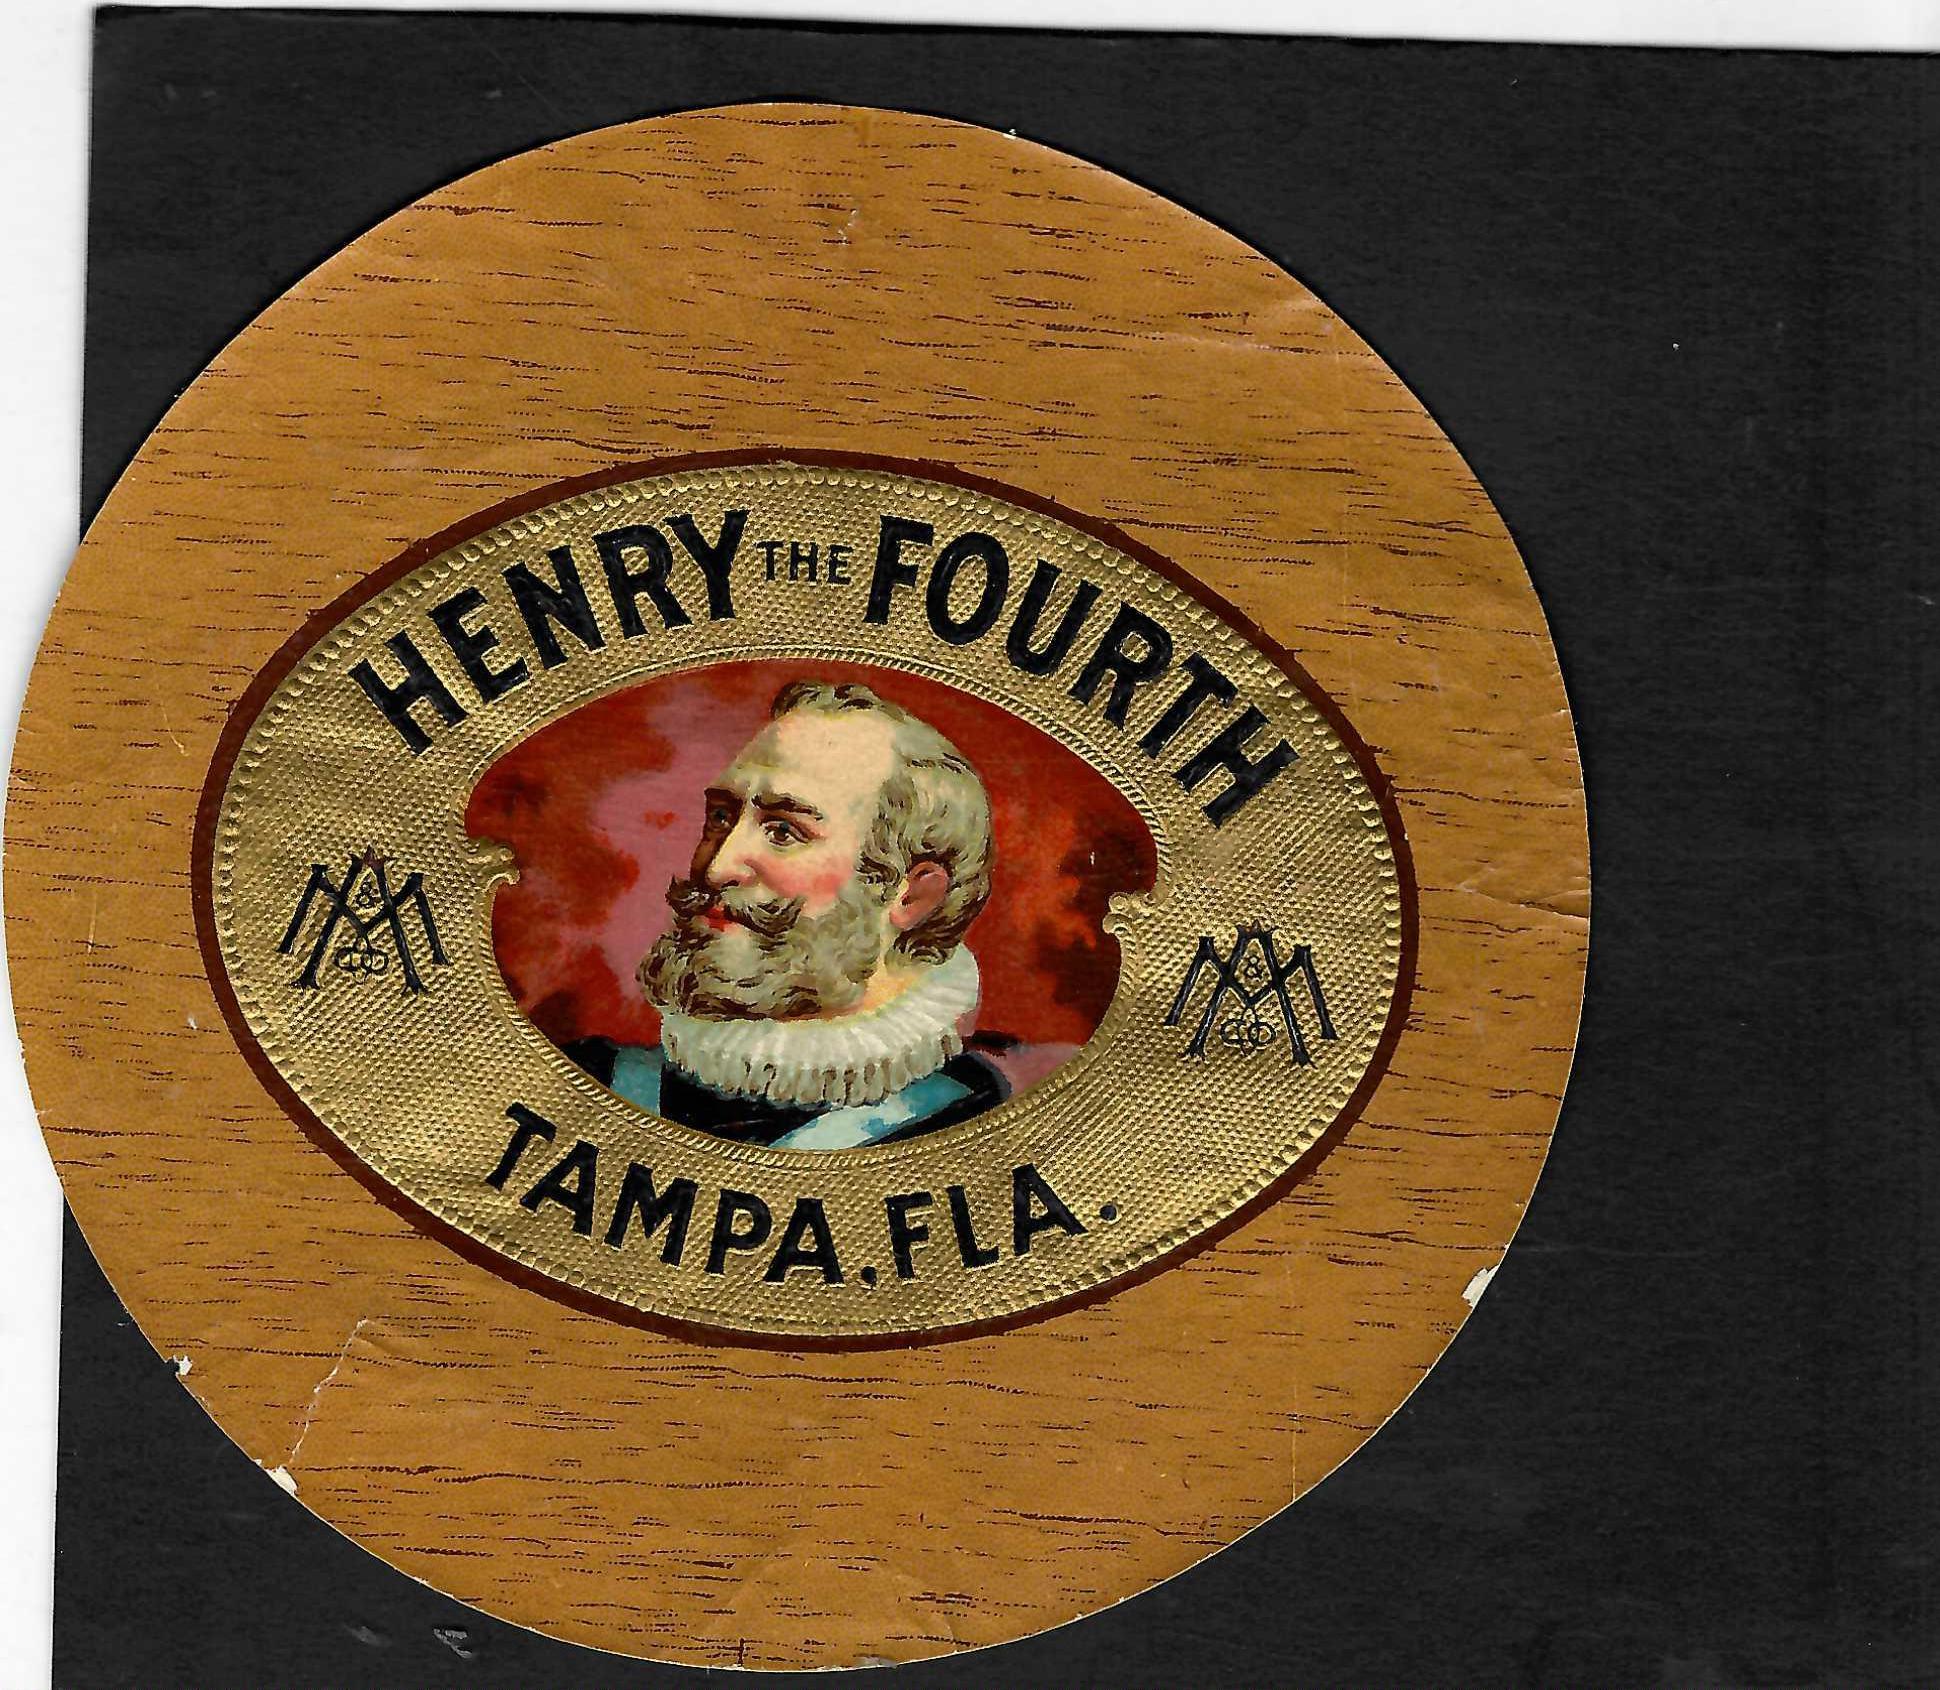 HENRY THE FOURTH
TAMPA, FLA.